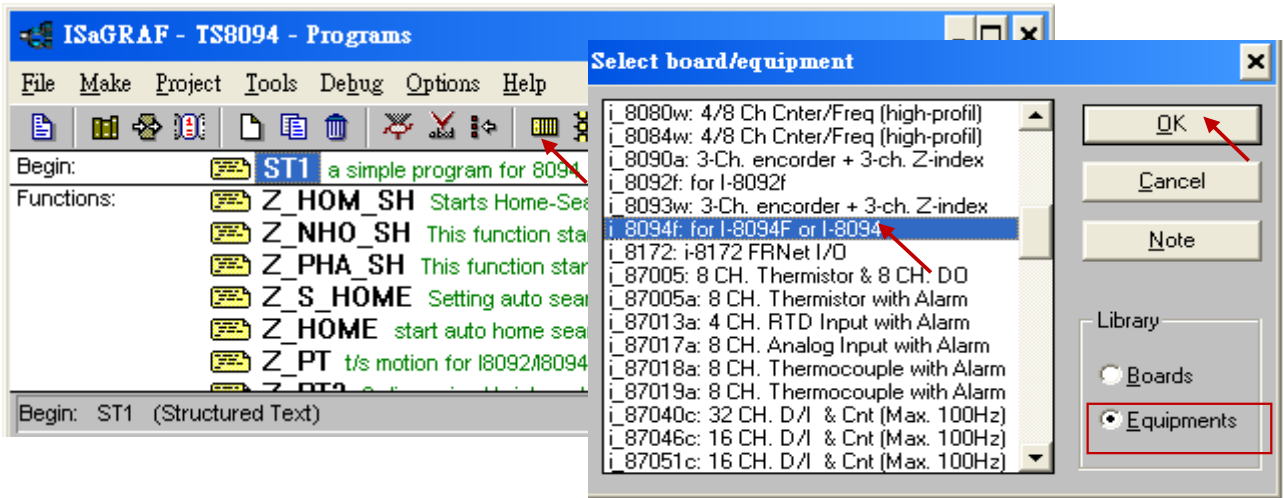 ISaGRAF - TS8094 - Programs
File Make Project Tools Debug Options Help
Begin: ST1 a simple program for 8094
Functions: Z_HOM_SH Starts Home-Sea
Z_NHO_SH This function sta
Z_PHA_SH This function star
Z_S_HOME Setting auto sear
Z_HOME start auto home sea
Z_PT t/s motion for I8092/I8094
Begin: ST1 (Structured Text)
Select board/equipment
i_8080w: 4/8 Ch Cnter/Freq (high-profil)
i_8084w: 4/8 Ch Cnter/Freq (high-profil)
i_8090a: 3-Ch. encorder + 3-ch. Z-index
i_8092f: for I-8092f
i_8093w: 3-Ch. encorder + 3-ch. Z-index
i_8094f: for I-8094F or I-8094
i_8172: i-8172 FRNet I/O
i_87005: 8 CH. Thermistor & 8 CH. DO
i_87005a: 8 CH. Thermistor with Alarm
i_87013a: 4 CH. RTD Input with Alarm
i_87017a: 8 CH. Analog Input with Alarm
i_87018a: 8 CH. Thermocouple with Alarm
i_87019a: 8 CH. Thermocouple with Alarm
i_87040c: 32 CH. D/I & Cnt (Max. 100Hz)
i_87046c: 16 CH. D/I & Cnt (Max. 100Hz)
i_87051c: 16 CH. D/I & Cnt (Max. 100Hz)
OK
Cancel
Note
Library
Boards
Equipments